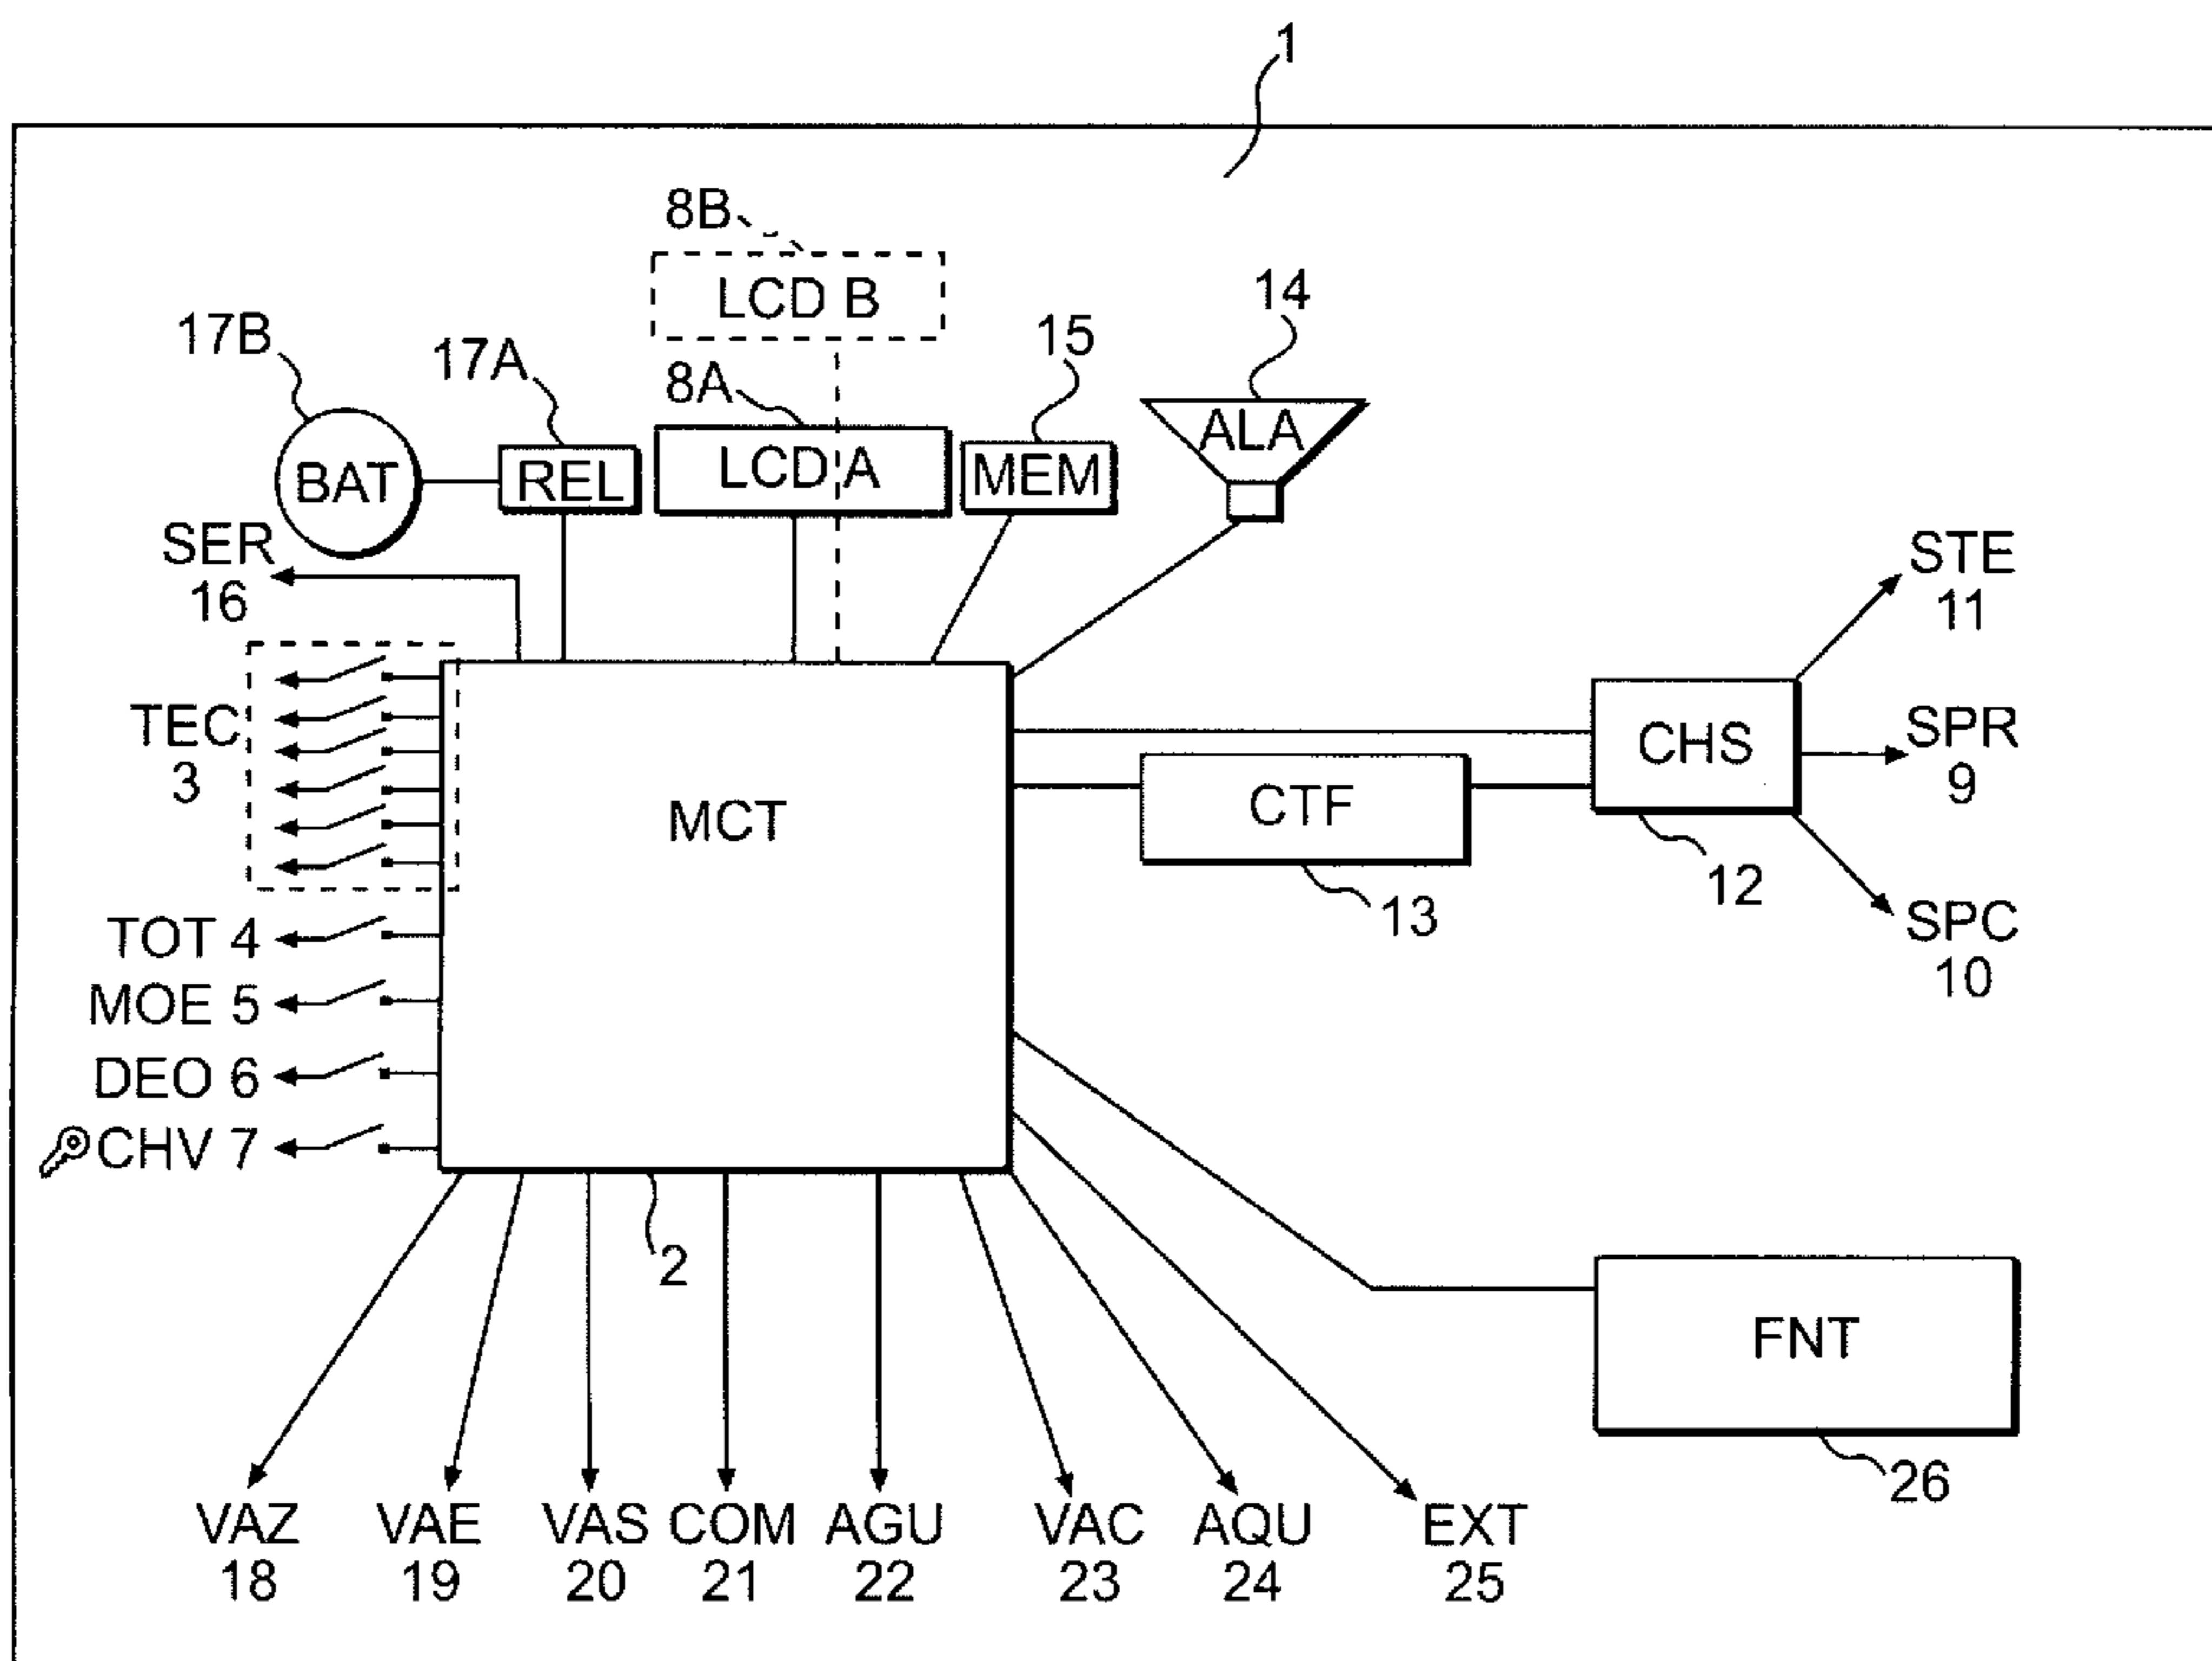 1
8B
LCD B
14
17B
17A
15
8A
ALA
BAT
REL
LCD A
MEM
SER
16
STE
11
TEC
3
SPR
9
CHS
MCT
CTF
12
13
SPC
10
TOT 4
MOE 5
DEO 6
CHV 7
2
FNT
26
VAZ
18
VAE
19
VAS
20
COM
21
AGU
22
VAC
23
AQU
24
EXT
25